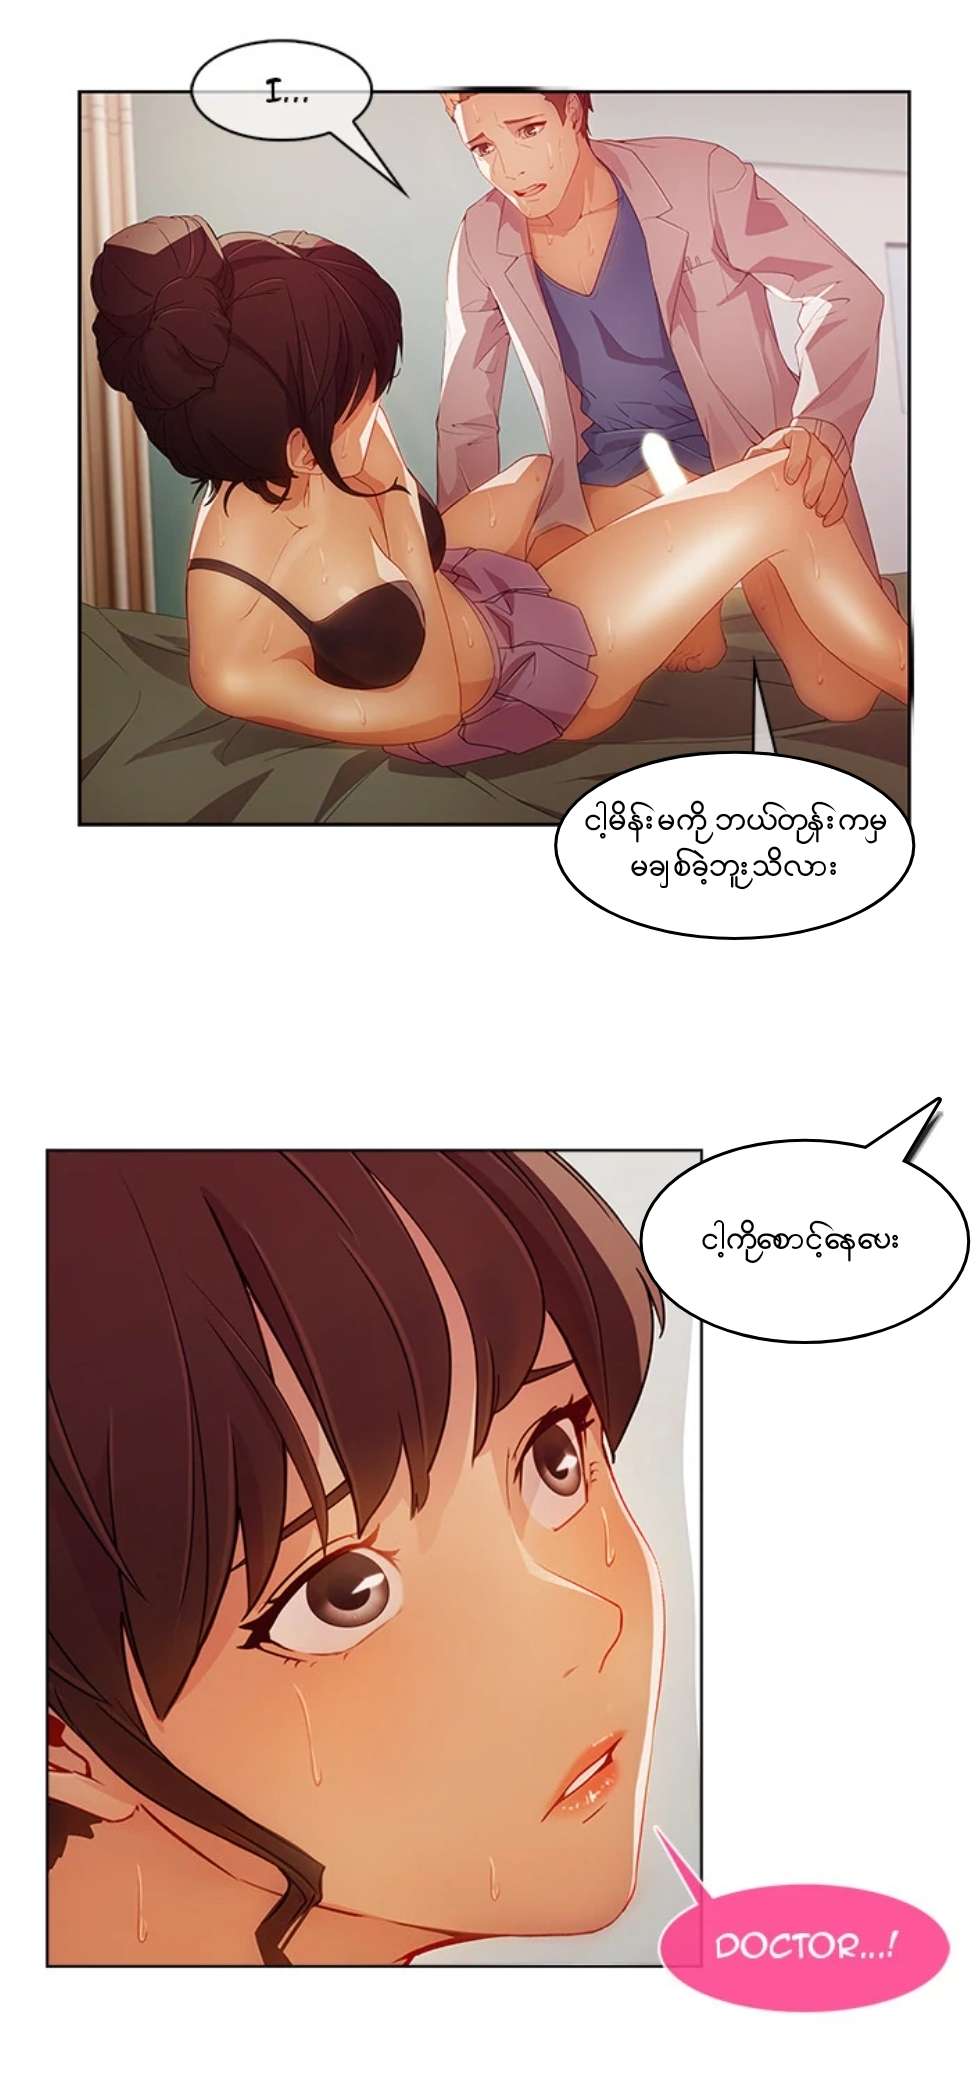 I...
ငါ့မိန်းမကို ဘယ်တုန်းကမှ
မချစ်ခဲ့ဘူးသိလား
ငါ့ကိုစောင့်နေပေး
DOCTOR...!